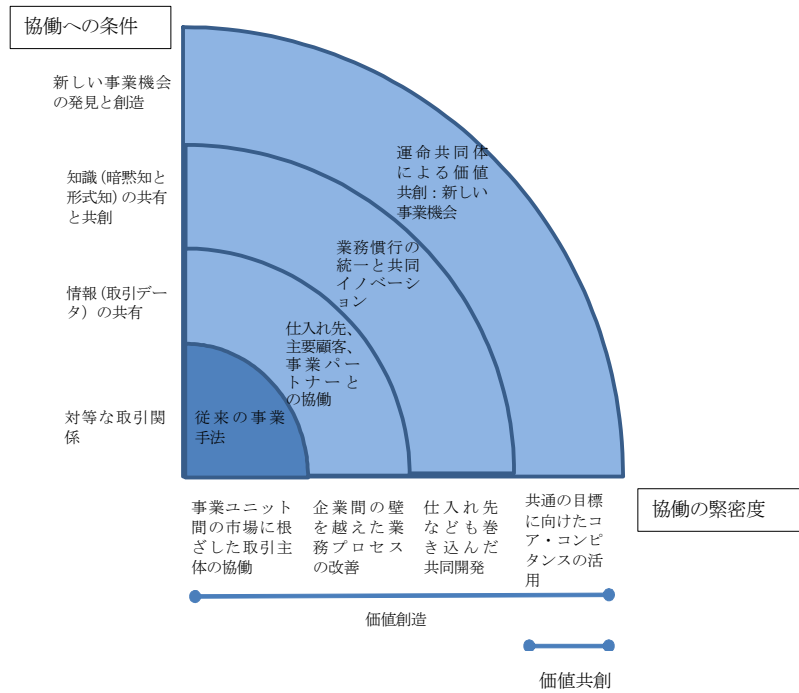 協働への条件
新しい事業機会
の発見と創造
知識(暗黙知と
形式知)の共有
と共創
情報(取引デー
タ）の共有
対等な取引関
係
運命共同体
による価値
共創：新しい
事業機会
業務慣行の
統一と共同
イノベーシ
ョン
仕入れ先、
主要顧客、
事業パー
トナーと
の協働
従来の事業
手法
事業ユニット
間の市場に根
ざした取引主
体の協働
企業間の壁
を越えた業
務プロセス
の改善
仕入れ先
なども巻
き込んだ
共同開発
共通の目標
に向けたコ
ア・コンピ
タンスの活
用
協働の緊密度
価値創造
価値共創